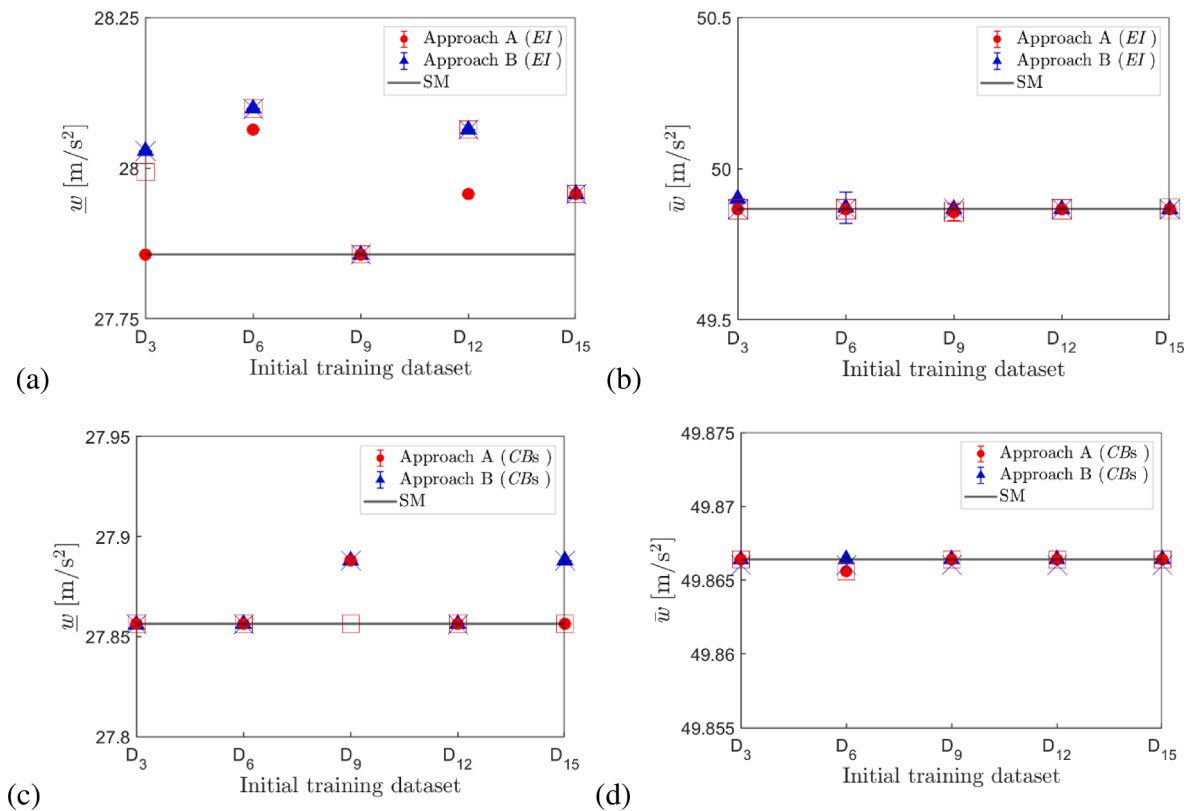 28.25
Approach A (EI )
Approach B (EI )
SM
28
w [m/s²]
27.75
D₃ D₆ D₉ D₁₂ D₁₅
Initial training dataset
(a)
50.5
Approach A (EI )
Approach B (EI )
SM
50
w̄ [m/s²]
49.5
D₃ D₆ D₉ D₁₂ D₁₅
Initial training dataset
(b)
27.95
Approach A (CBs )
Approach B (CBs )
SM
27.9
w [m/s²]
27.85
27.8
D₃ D₆ D₉ D₁₂ D₁₅
Initial training dataset
(c)
49.875
Approach A (CBs )
Approach B (CBs )
SM
49.87
w̄ [m/s²]
49.865
49.86
49.855
D₃ D₆ D₉ D₁₂ D₁₅
Initial training dataset
(d)